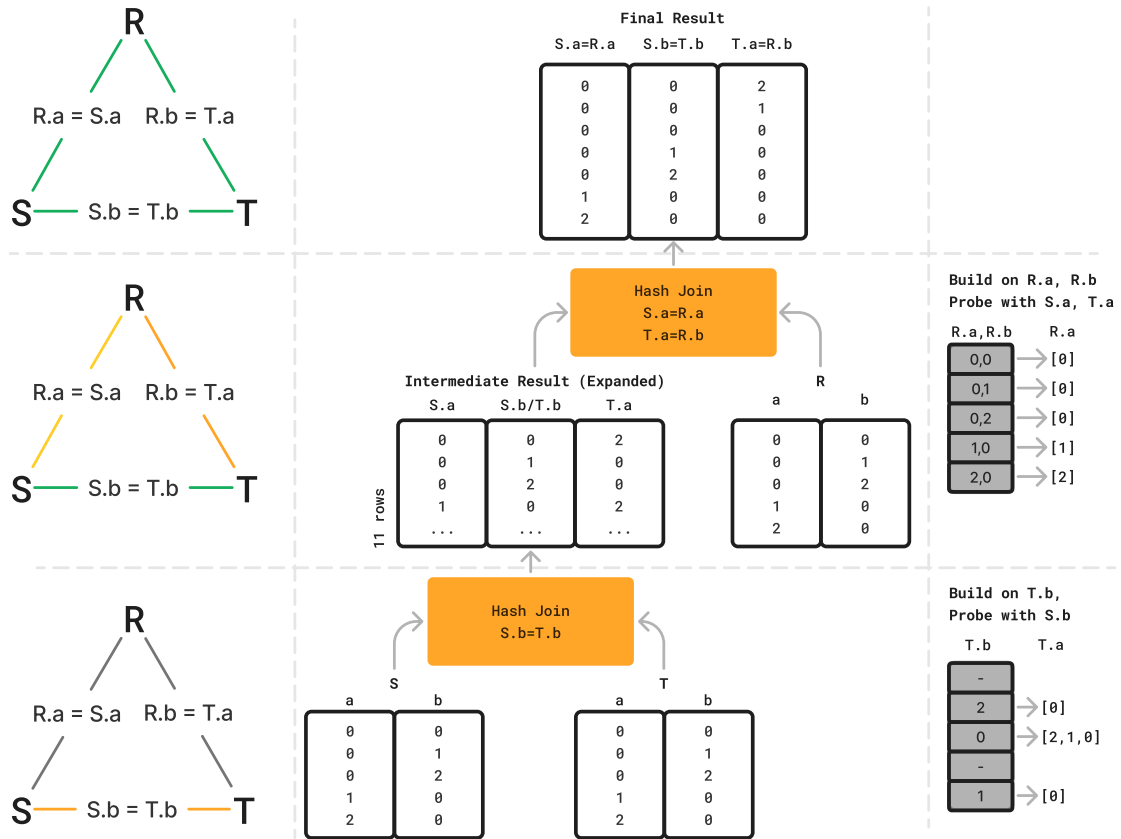 R
R.a = S.a R.b = T.a
S S.b = T.b T
Final Result
S.a=R.a S.b=T.b T.a=R.b
0 0 2
0 0 1
0 0 0
0 1 0
0 2 0
1 0 0
2 0 0
R
R.a = S.a R.b = T.a
S S.b = T.b T
Hash Join
S.a=R.a
T.a=R.b
Intermediate Result (Expanded)
S.a S.b/T.b T.a
0 0 2
0 1 0
0 2 0
1 0 2
... ... ...
11 rows
R
a b
0 0
0 1
0 2
1 0
2 0
Build on R.a, R.b
Probe with S.a, T.a
R.a,R.b R.a
0,0 [0]
0,1 [0]
0,2 [0]
1,0 [1]
2,0 [2]
R
R.a = S.a R.b = T.a
S S.b = T.b T
Hash Join
S.b=T.b
S
a b
0 0
0 1
0 2
1 0
2 0
T
a b
0 0
0 1
0 2
1 0
2 0
Build on T.b,
Probe with S.b
T.b T.a
-
2 [0]
0 [2,1,0]
-
1 [0]